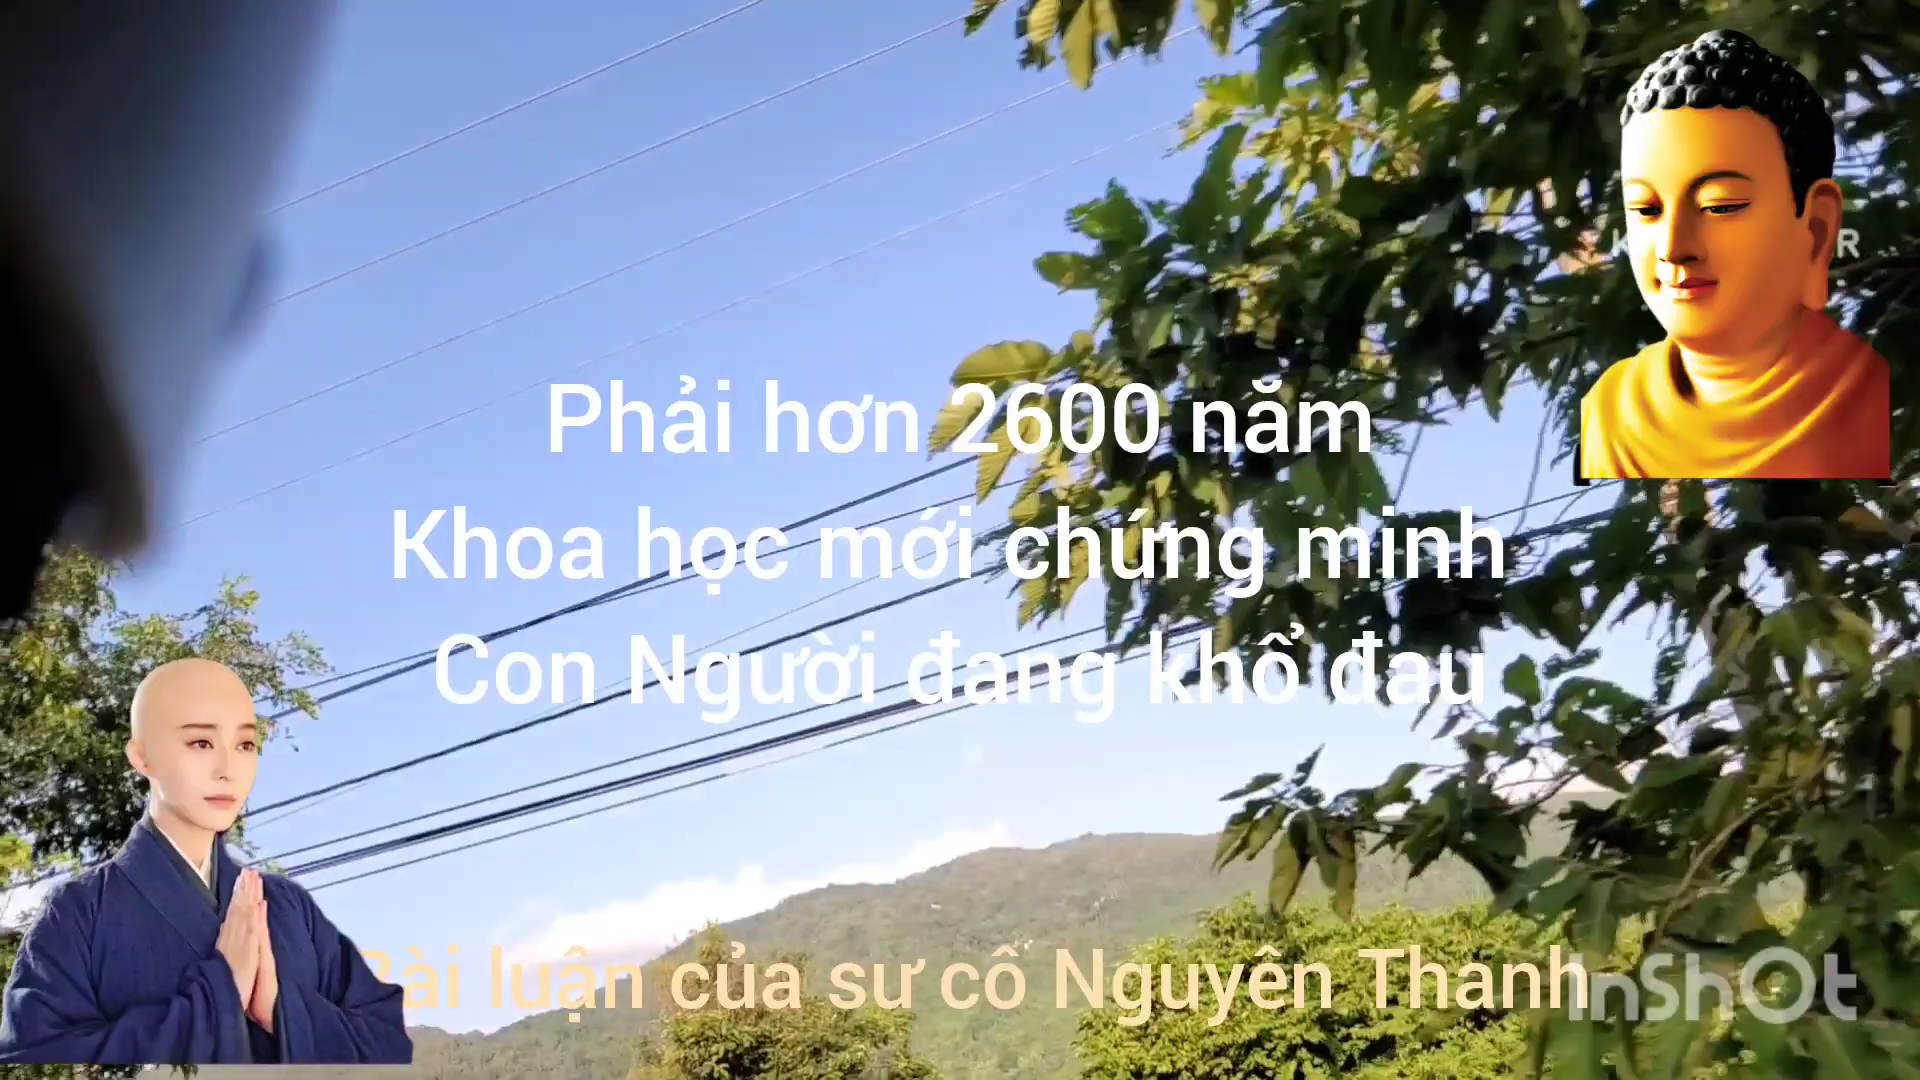 Phải hơn 2600 năm
Khoa học mới chứng minh
Con Người đang khổ đau
Bài luận của sư cô Nguyên Thanh
InShOt